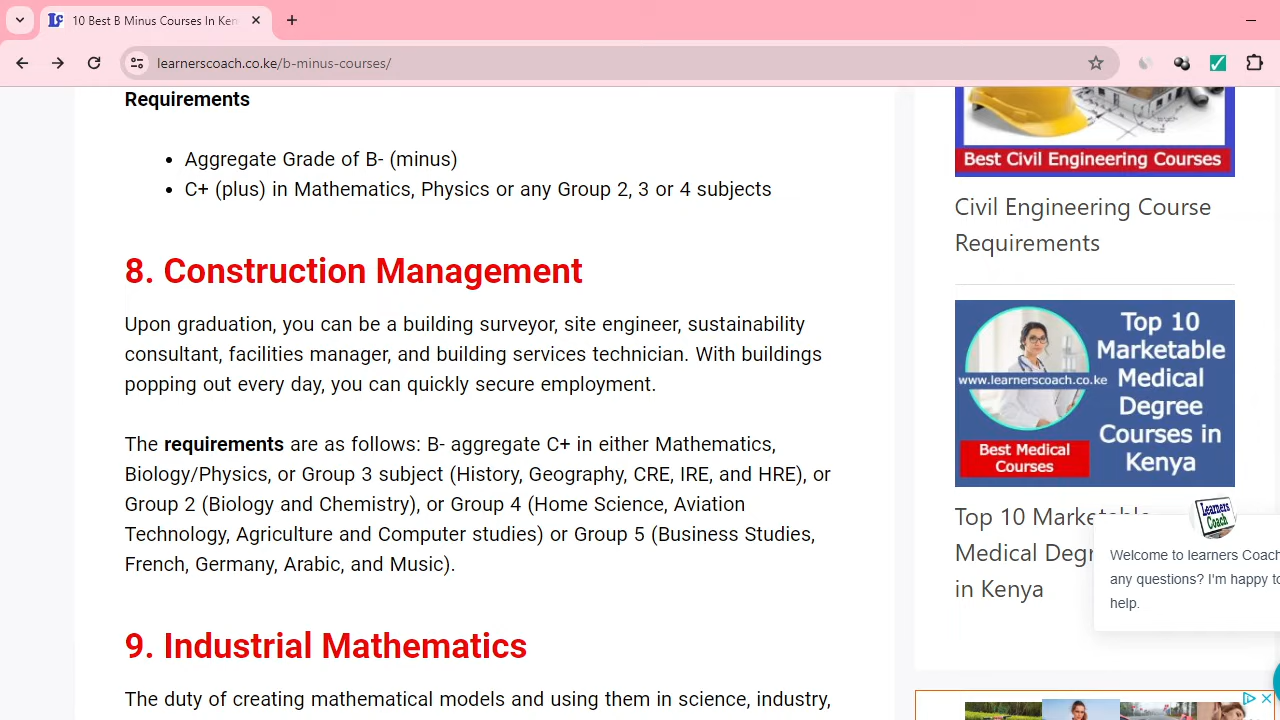 10 Best B Minus Courses In Ken
learnerscoach.co.ke/b-minus-courses/
Requirements
• Aggregate Grade of B- (minus)
• C+ (plus) in Mathematics, Physics or any Group 2, 3 or 4 subjects
8. Construction Management
Upon graduation, you can be a building surveyor, site engineer, sustainability
consultant, facilities manager, and building services technician. With buildings
popping out every day, you can quickly secure employment.
The requirements are as follows: B- aggregate C+ in either Mathematics,
Biology/Physics, or Group 3 subject (History, Geography, CRE, IRE, and HRE), or
Group 2 (Biology and Chemistry), or Group 4 (Home Science, Aviation
Technology, Agriculture and Computer studies) or Group 5 (Business Studies,
French, Germany, Arabic, and Music).
9. Industrial Mathematics
The duty of creating mathematical models and using them in science, industry,
Best Civil Engineering Courses
Civil Engineering Course
Requirements
Top 10
Marketable
Medical
Degree
Courses in
Kenya
www.learnerscoach.co.ke
Best Medical
Courses
Top 10 Marketable
Medical Degr
in Kenya
Learners
Coach
Welcome to learners Coach
any questions? I'm happy to
help.